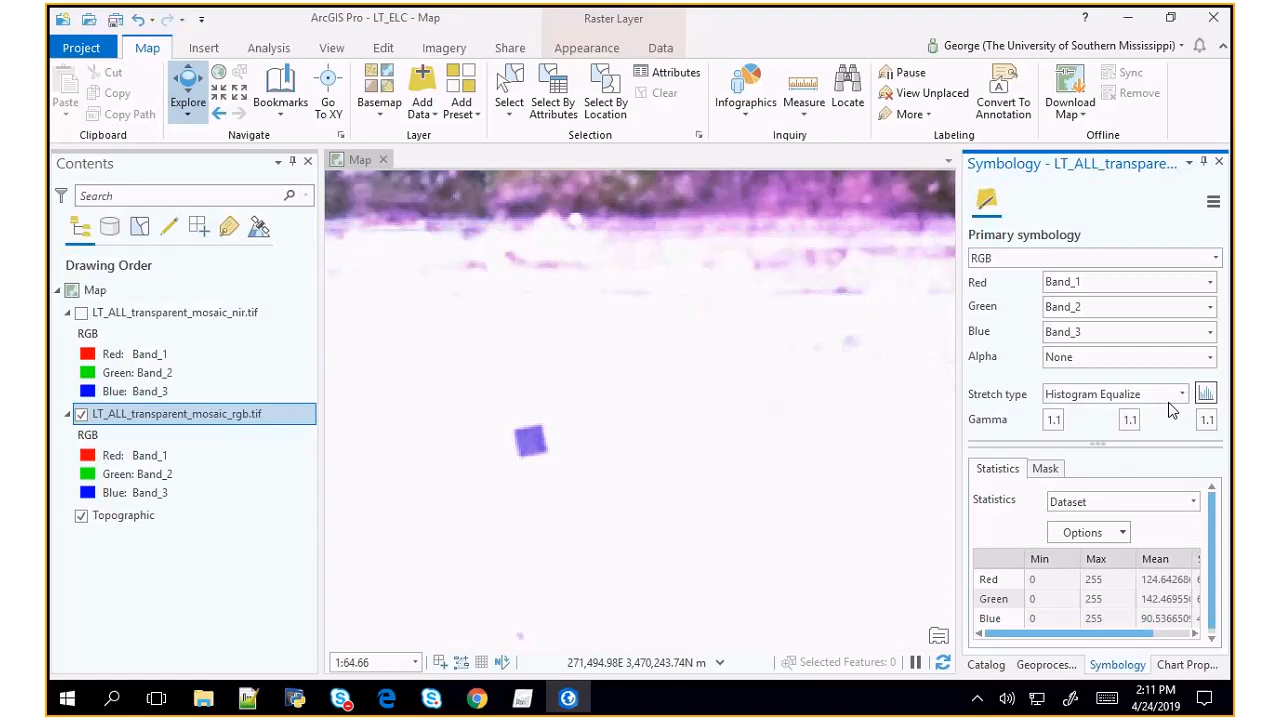 ArcGIS Pro - LT_ELC - Map
Raster Layer
?
Project
Map
Insert
Analysis
View
Edit
Imagery
Share
Appearance
Data
George (The University of Southern Mississippi)
Paste
Cut
Copy
Copy Path
Clipboard
Explore
Bookmarks
Go
To XY
Navigate
Basemap
Add
Data
Add
Preset
Layer
Select
Select By
Attributes
Select By
Location
Attributes
Clear
Selection
Infographics
Measure
Locate
Inquiry
Pause
View Unplaced
More
Convert To
Annotation
Labeling
Download
Map
Sync
Remove
Offline
Contents
Search
Drawing Order
Map
LT_ALL_transparent_mosaic_nir.tif
RGB
Red: Band_1
Green: Band_2
Blue: Band_3
LT_ALL_transparent_mosaic_rgb.tif
RGB
Red: Band_1
Green: Band_2
Blue: Band_3
Topographic
Map
1:64.66
271,494.98E 3,470,243.74N m
Selected Features: 0
Symbology - LT_ALL_transpare...
Primary symbology
RGB
Red
Band_1
Green
Band_2
Blue
Band_3
Alpha
None
Stretch type
Histogram Equalize
Gamma
1.1
1.1
1.1
Statistics
Mask
Statistics
Dataset
Options
Min Max Mean
Red 0 255 124.6426
Green 0 255 142.4695
Blue 0 255 90.536650
Catalog
Geoproces...
Symbology
Chart Prop...
2:11 PM
4/24/2019